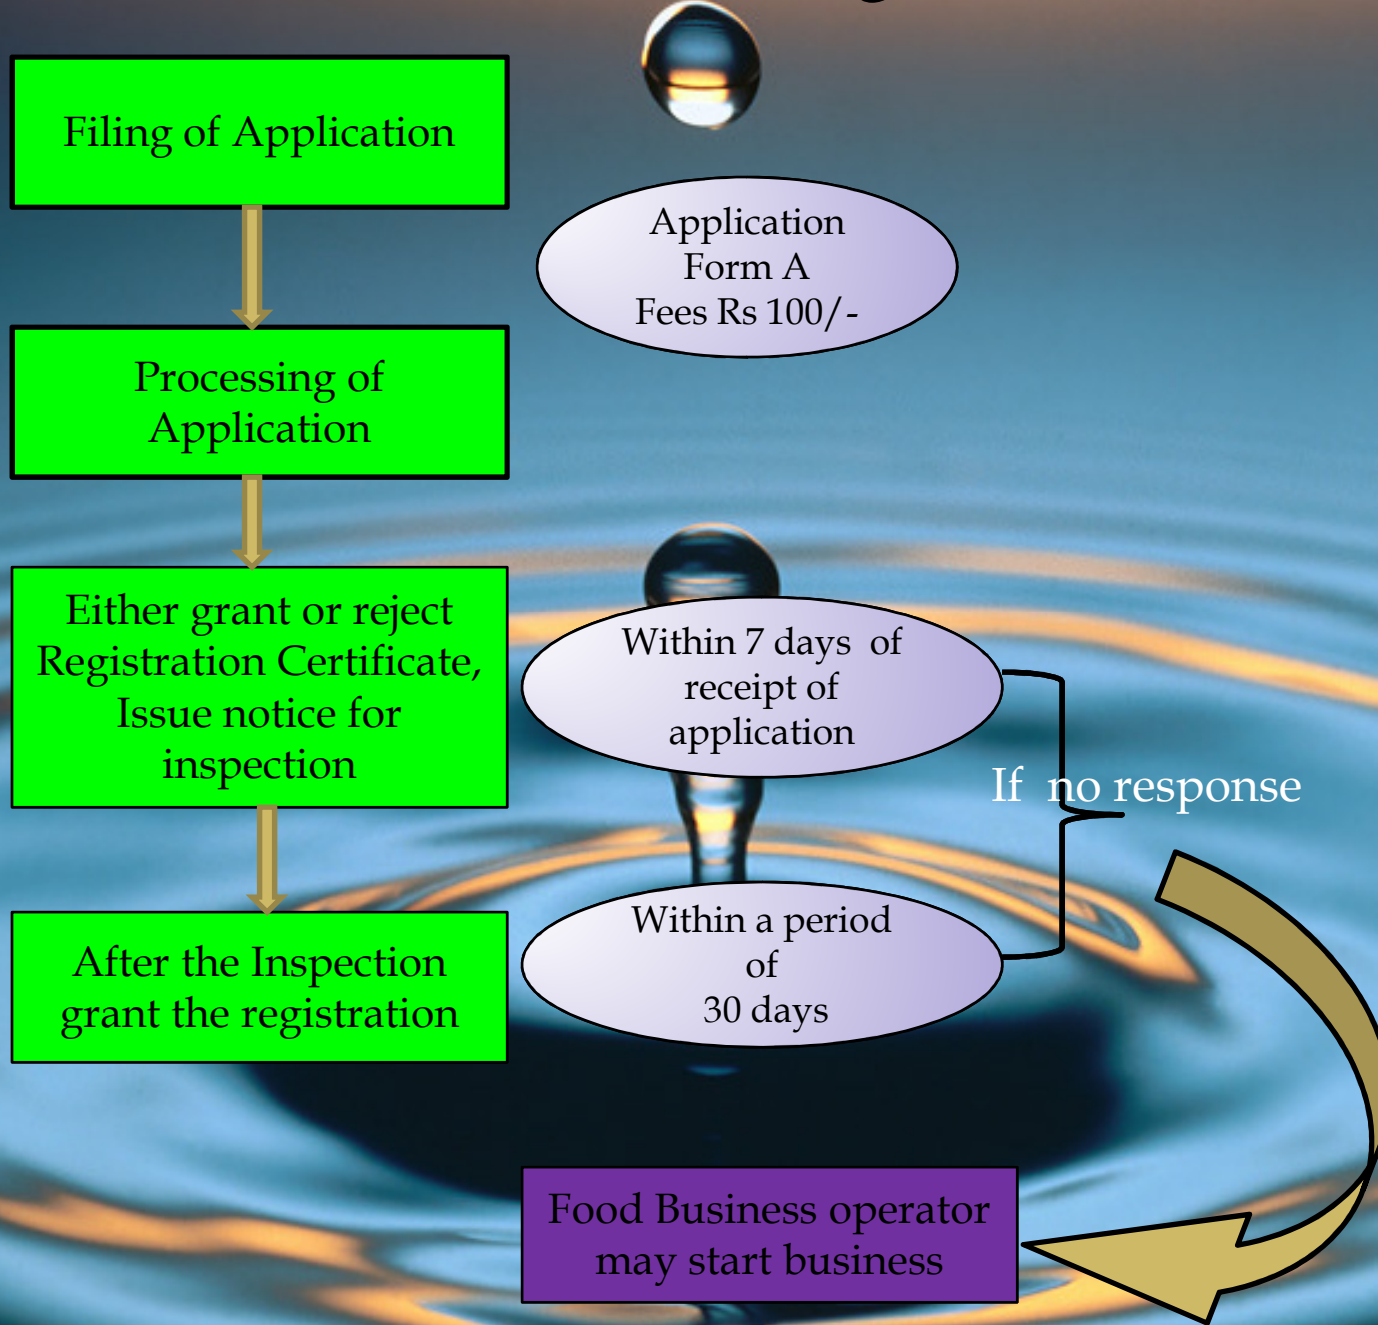 Filing of Application
Application
Form A
Fees Rs 100/-
Processing of
Application
Either grant or reject
Registration Certificate,
Issue notice for
inspection
Within 7 days  of
receipt of
application
If  no response
After the Inspection
grant the registration
Within a period
of
30 days
Food Business operator
may start business